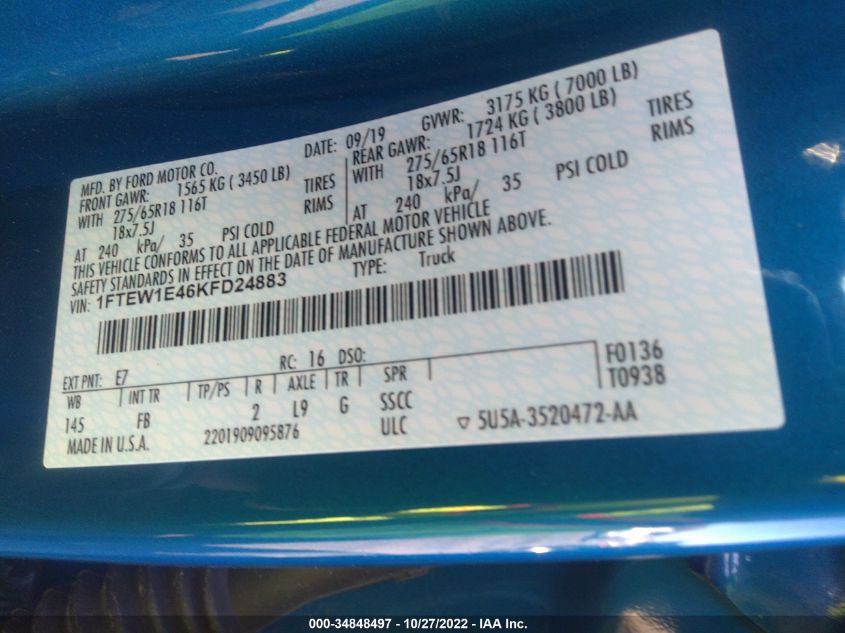 MFD. BY FORD MOTOR CO. DATE: 09/19 GVWR: 3175 KG ( 7000 LB)
FRONT GAWR: 1565 KG ( 3450 LB) REAR GAWR: 1724 KG ( 3800 LB)
WITH 275/65R18 116T TIRES WITH 275/65R18 116T TIRES
18x7.5J RIMS 18x7.5J RIMS
AT 240 kPa/ 35 PSI COLD AT 240 kPa/ 35 PSI COLD
THIS VEHICLE CONFORMS TO ALL APPLICABLE FEDERAL MOTOR VEHICLE
SAFETY STANDARDS IN EFFECT ON THE DATE OF MANUFACTURE SHOWN ABOVE.
VIN: 1FTEW1E46KFD24883 TYPE: Truck
EXT PNT: E7 RC: 16 DSO: F0136
WB INT TR TP/PS R AXLE TR SPR T0938
145 FB 2 L9 G SSCC
MADE IN U.S.A. 2201909095876 ULC ▽ 5U5A-3520472-AA
000-34848497 - 10/27/2022 - IAA Inc.